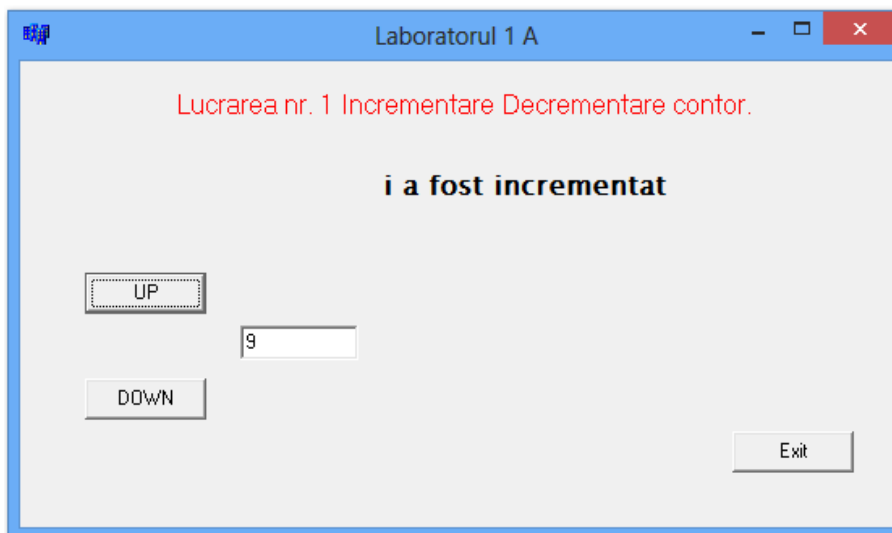 Laboratorul 1 A
Lucrarea nr. 1 Incrementare Decrementare contor.
i a fost incrementat
UP
9
DOWN
Exit